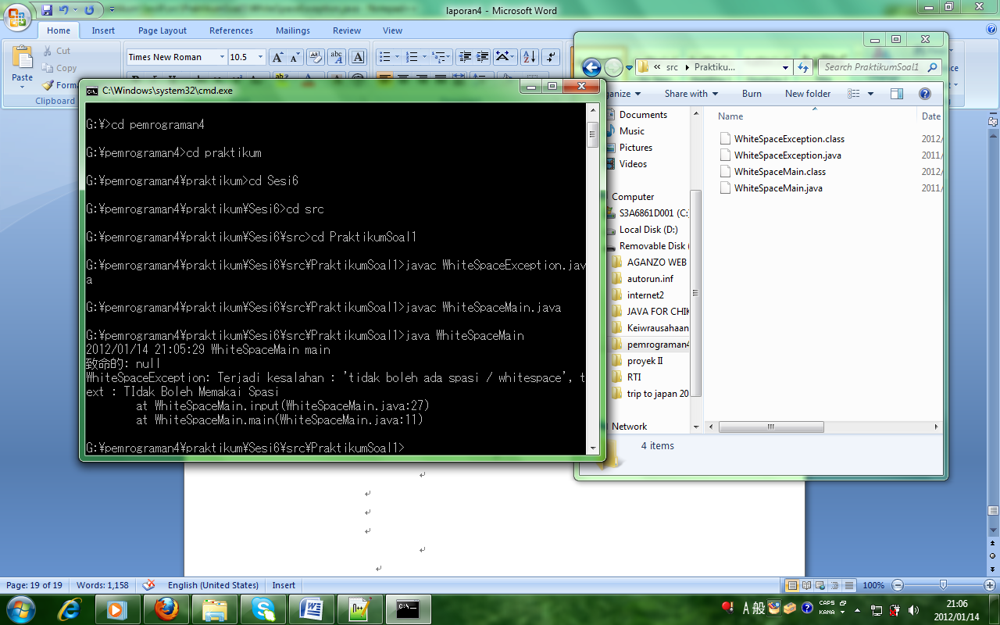 laporan4 - Microsoft Word
Home Insert Page Layout References Mailings Review View
Cut
Copy
Paste
Clipboard
Times New Roman 10.5
C:\Windows\system32\cmd.exe
G:¥>cd pemrograman4
G:¥pemrograman4>cd praktikum
G:¥pemrograman4¥praktikum>cd Sesi6
G:¥pemrograman4¥praktikum¥Sesi6>cd src
G:¥pemrograman4¥praktikum¥Sesi6¥src>cd PraktikumSoal1
G:¥pemrograman4¥praktikum¥Sesi6¥src¥PraktikumSoal1>javac WhiteSpaceException.jav
a
G:¥pemrograman4¥praktikum¥Sesi6¥src¥PraktikumSoal1>javac WhiteSpaceMain.java
G:¥pemrograman4¥praktikum¥Sesi6¥src¥PraktikumSoal1>java WhiteSpaceMain
2012/01/14 21:05:29 WhiteSpaceMain main
致命的: null
WhiteSpaceException: Terjadi kesalahan : 'tidak boleh ada spasi / whitespace', t
ext : TIdak Boleh Memakai Spasi
at WhiteSpaceMain.input(WhiteSpaceMain.java:27)
at WhiteSpaceMain.main(WhiteSpaceMain.java:11)
G:¥pemrograman4¥praktikum¥Sesi6¥src¥PraktikumSoal1>
« src Praktiku... Search PraktikumSoal1
Share with Burn New folder
Documents
Music
Pictures
Videos
Computer
S3A6861D001 (C:
Local Disk (D:)
Removable Disk (
AGANZO WEB
autorun.inf
internet2
JAVA FOR CHIK
Keiwrausahaan
pemrograman4
proyek II
RTI
trip to japan 20
Network
Name Date
WhiteSpaceException.class 2012/
WhiteSpaceException.java 2011/
WhiteSpaceMain.class 2012/
WhiteSpaceMain.java 2011/
4 items
Page: 19 of 19 Words: 1,158 English (United States) Insert 100%
A 般 CAPS KANA
21:06
2012/01/14